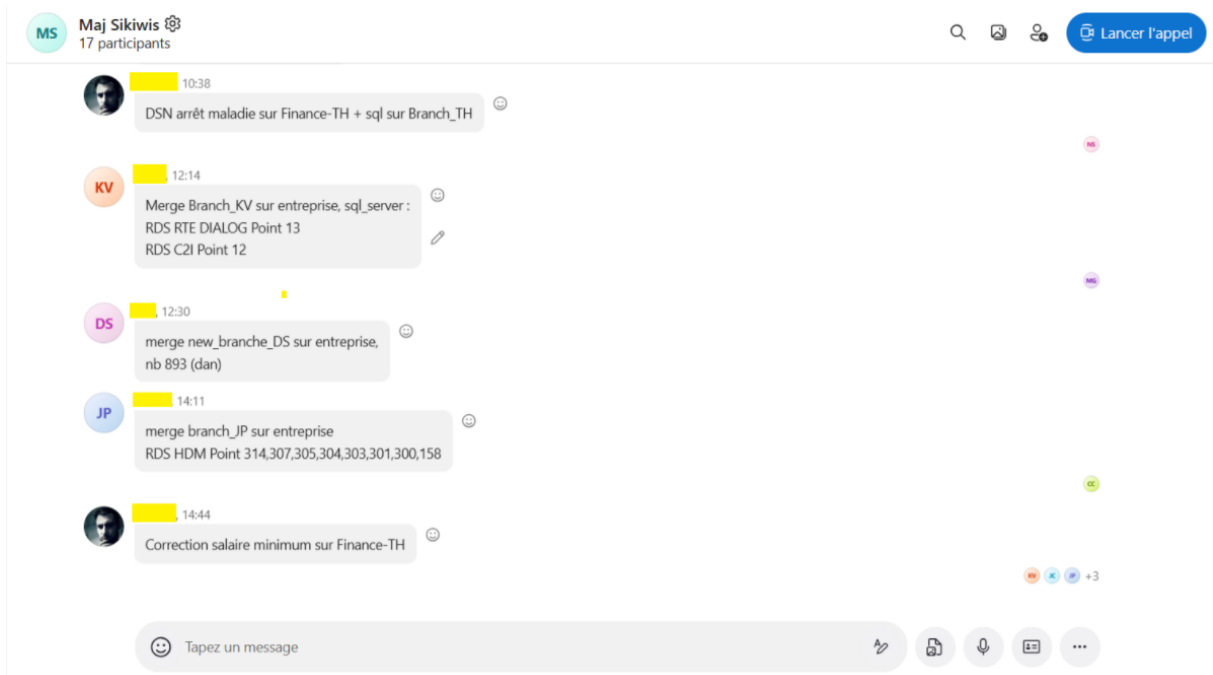 MS
Maj Sikiwis
17 participants
Lancer l'appel
10:38
DSN arrêt maladie sur Finance-TH + sql sur Branch_TH
NS
KV
, 12:14
Merge Branch_KV sur entreprise, sql_server :
RDS RTE DIALOG Point 13
RDS C2I Point 12
MG
DS
, 12:30
merge new_branche_DS sur entreprise,
nb 893 (dan)
JP
14:11
merge branch_JP sur entreprise
RDS HDM Point 314,307,305,304,303,301,300,158
CC
, 14:44
Correction salaire minimum sur Finance-TH
KV JP +3
Tapez un message